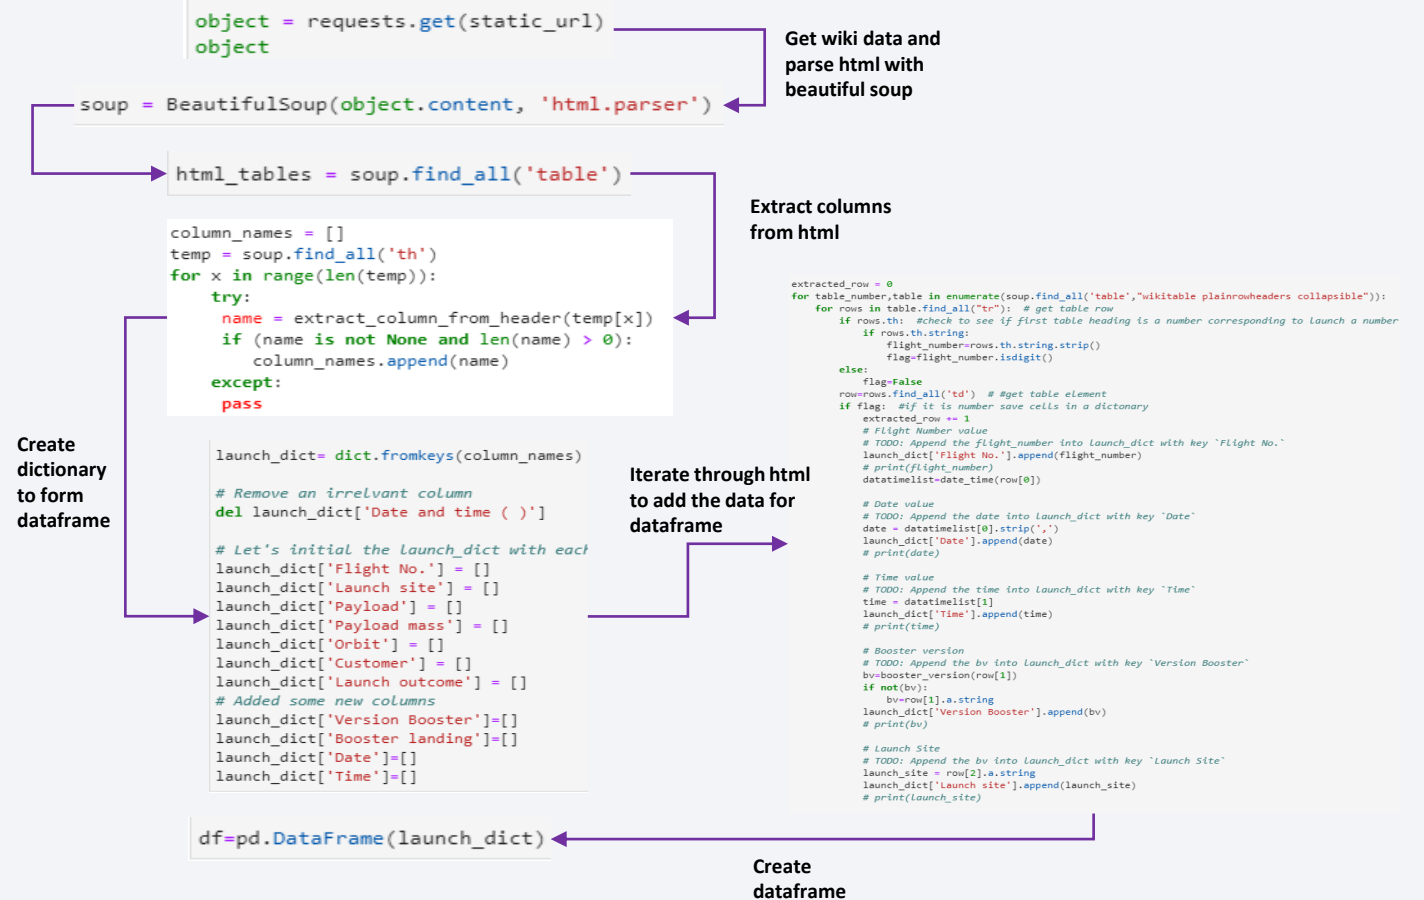 object = requests.get(static_url)
object
Get wiki data and
parse html with
beautiful soup
soup = BeautifulSoup(object.content, 'html.parser')
html_tables = soup.find_all('table')
Extract columns
from html
column_names = []
temp = soup.find_all('th')
for x in range(len(temp)):
    try:
     name = extract_column_from_header(temp[x])
     if (name is not None and len(name) > 0):
        column_names.append(name)
    except:
     pass
Create
dictionary
to form
dataframe
launch_dict= dict.fromkeys(column_names)
# Remove an irrelvant column
del launch_dict['Date and time ( )']
# Let's initial the launch_dict with each
launch_dict['Flight No.'] = []
launch_dict['Launch site'] = []
launch_dict['Payload'] = []
launch_dict['Payload mass'] = []
launch_dict['Orbit'] = []
launch_dict['Customer'] = []
launch_dict['Launch outcome'] = []
# Added some new columns
launch_dict['Version Booster']=[]
launch_dict['Booster landing']=[]
launch_dict['Date']=[]
launch_dict['Time']=[]
Iterate through html
to add the data for
dataframe
extracted_row = 0
for table_number,table in enumerate(soup.find_all('table',"wikitable plainrowheaders collapsible")):
    for rows in table.find_all("tr"):  # get table row
        if rows.th:  #check to see if first table heading is a number corresponding to launch a number
            if rows.th.string:
                flight_number=rows.th.string.strip()
                flag=flight_number.isdigit()
        else:
            flag=False
        row=rows.find_all('td')  # #get table element
        if flag:  #if it is number save cells in a dictonary
            extracted_row += 1
            # Flight Number value
            # TODO: Append the flight_number into launch_dict with key `Flight No.`
            launch_dict['Flight No.'].append(flight_number)
            # print(flight_number)
            datatimelist=date_time(row[0])
            # Date value
            # TODO: Append the date into launch_dict with key `Date`
            date = datatimelist[0].strip(',')
            launch_dict['Date'].append(date)
            # print(date)
            # Time value
            # TODO: Append the time into launch_dict with key `Time`
            time = datatimelist[1]
            launch_dict['Time'].append(time)
            # print(time)
            # Booster version
            # TODO: Append the bv into launch_dict with key `Version Booster`
            bv=booster_version(row[1])
            if not(bv):
                bv=row[1].a.string
            launch_dict['Version Booster'].append(bv)
            # print(bv)
            # Launch Site
            # TODO: Append the bv into launch_dict with key `Launch Site`
            launch_site = row[2].a.string
            launch_dict['Launch site'].append(launch_site)
            # print(launch_site)
df=pd.DataFrame(launch_dict)
Create
dataframe